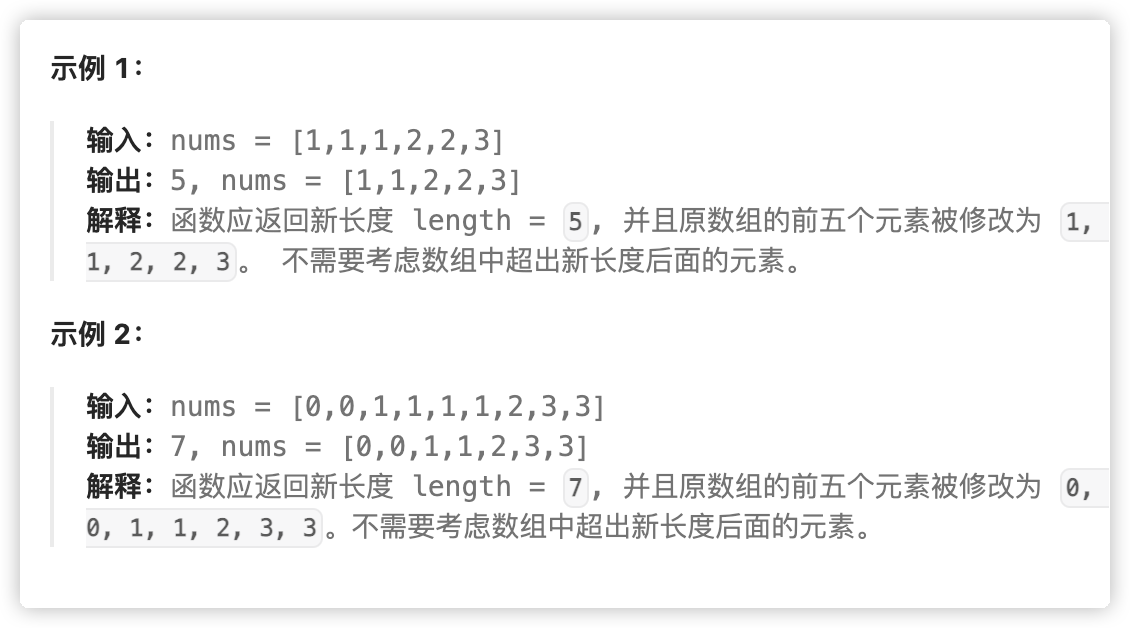 示例 1：
输入：nums = [1,1,1,2,2,3]
输出：5, nums = [1,1,2,2,3]
解释：函数应返回新长度 length = 5, 并且原数组的前五个元素被修改为 1,
1, 2, 2, 3。 不需要考虑数组中超出新长度后面的元素。
示例 2：
输入：nums = [0,0,1,1,1,1,2,3,3]
输出：7, nums = [0,0,1,1,2,3,3]
解释：函数应返回新长度 length = 7, 并且原数组的前五个元素被修改为 0,
0, 1, 1, 2, 3, 3。不需要考虑数组中超出新长度后面的元素。